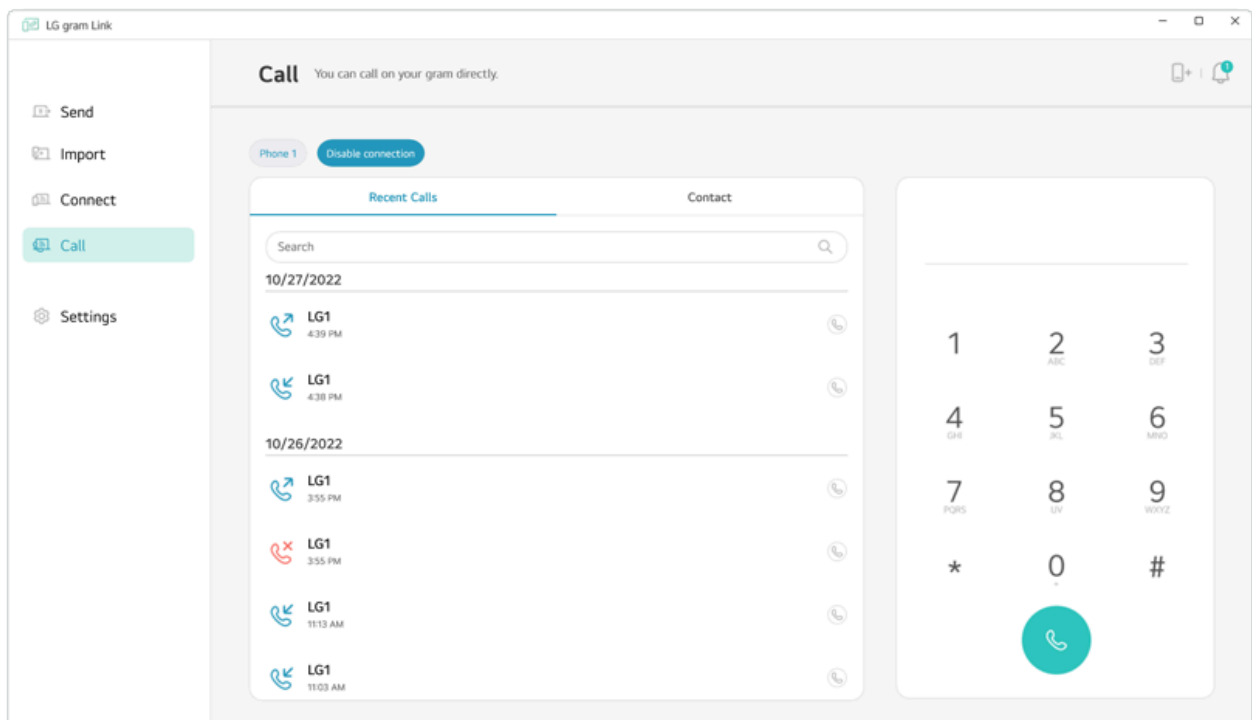 LG gram Link
Call You can call on your gram directly.
1
Send
Import
Connect
Call
Settings
Phone 1 Disable connection
Recent Calls Contact
Search
10/27/2022
LG1
4:39 PM
LG1
4:38 PM
10/26/2022
LG1
3:55 PM
LG1
3:55 PM
LG1
11:13 AM
LG1
11:03 AM
1 2 3
ABC DEF
4 5 6
GHI JKL MNO
7 8 9
PQRS UV WXYZ
* 0 #
+